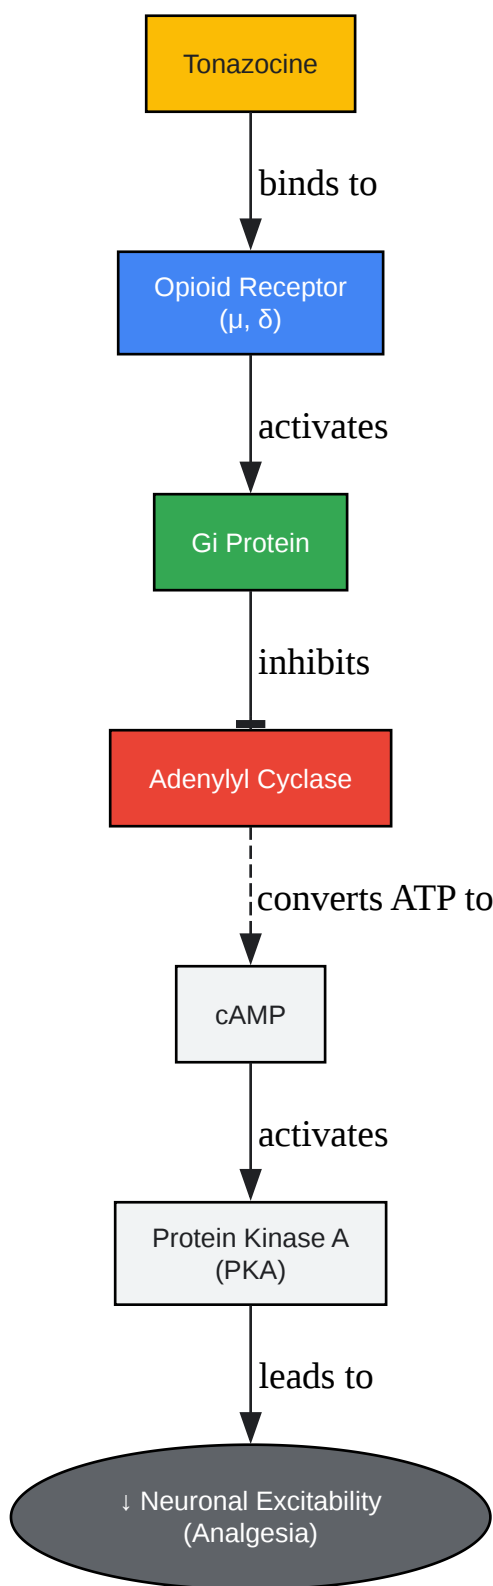 Tonazocine
binds to
Opioid Receptor
(μ, δ)
activates
Gi Protein
inhibits
Adenylyl Cyclase
converts ATP to
cAMP
activates
Protein Kinase A
(PKA)
leads to
↓ Neuronal Excitability
(Analgesia)